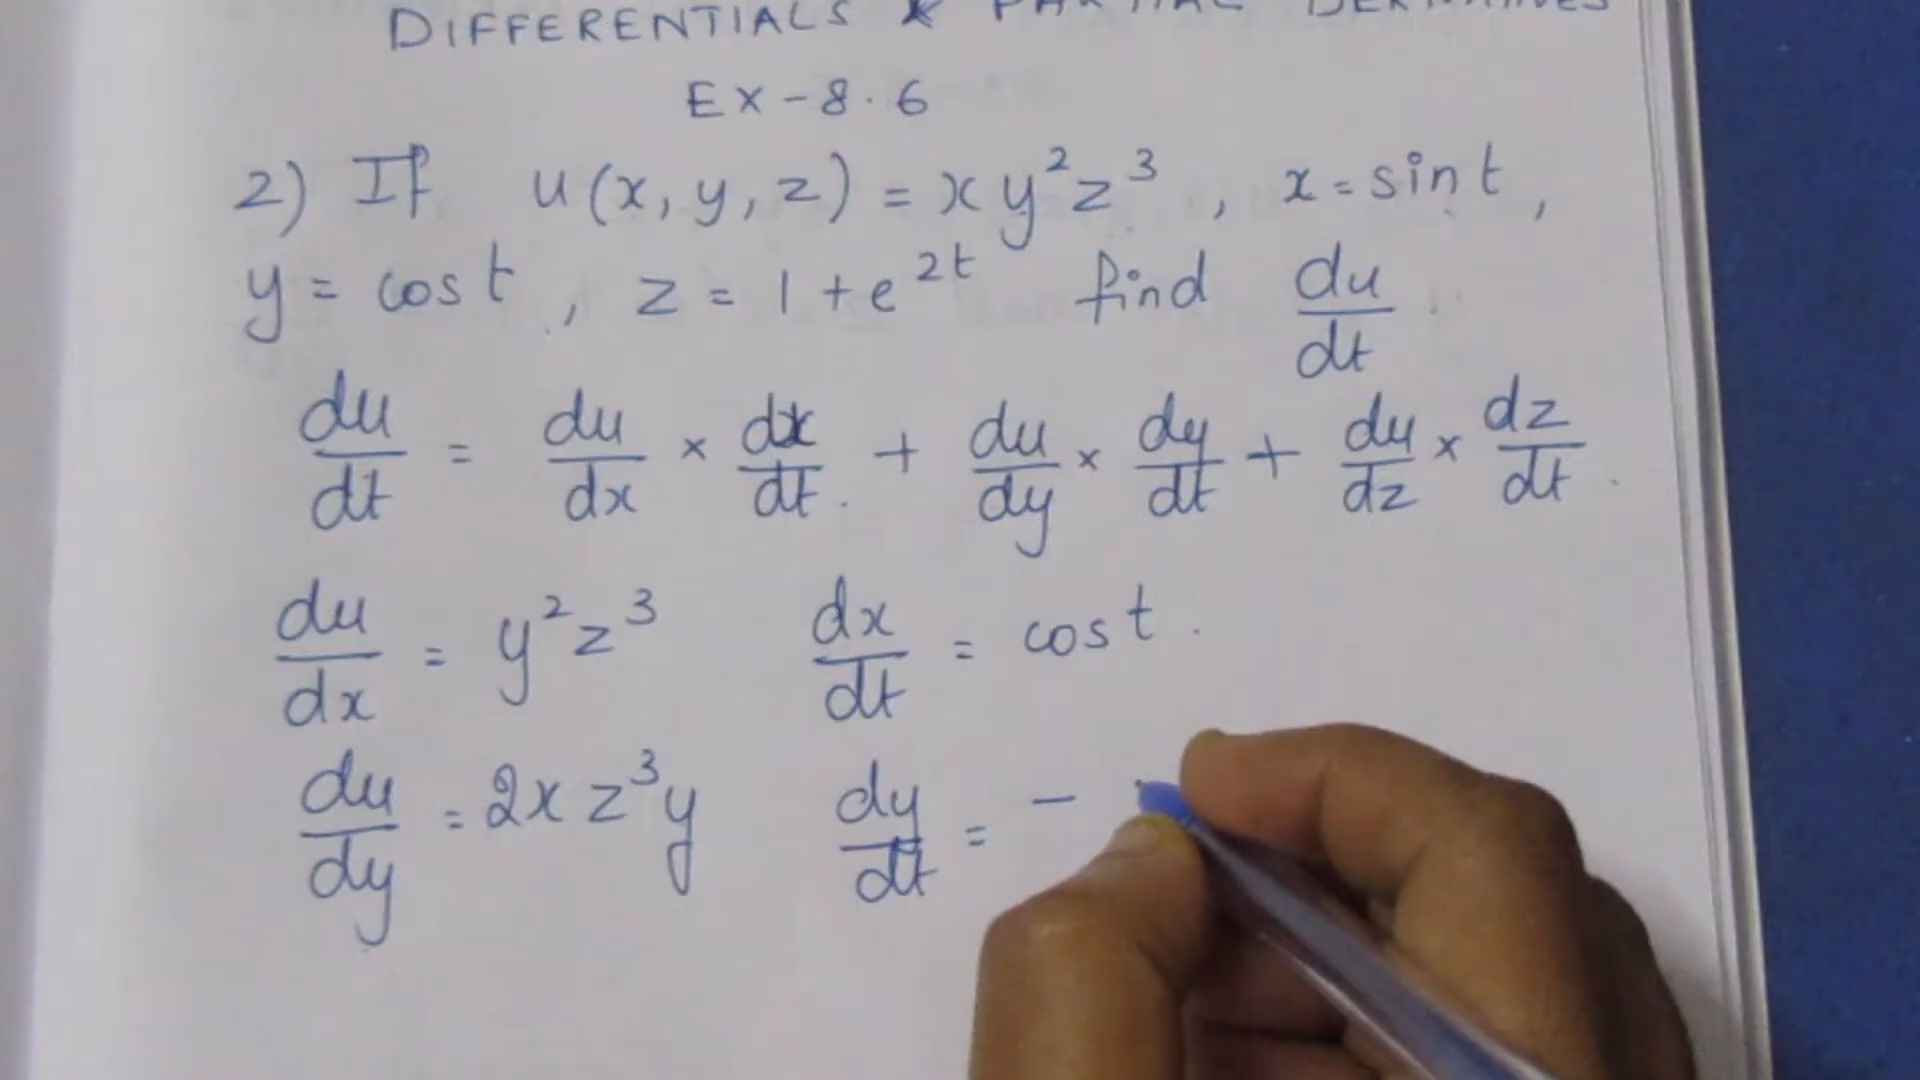 DIFFERENTIALS & PARTIAL DERIVATIVES
EX-8.6
2) If u(x, y, z) = xy²z³, x = sin t,
y = cos t, z = 1 + e^{2t} find du/dt.
du/dt = du/dx × dx/dt. + du/dy × dy/dt + du/dz × dz/dt.
du/dx = y²z³ dx/dt = cos t.
du/dy = 2xz³y dy/dt = -